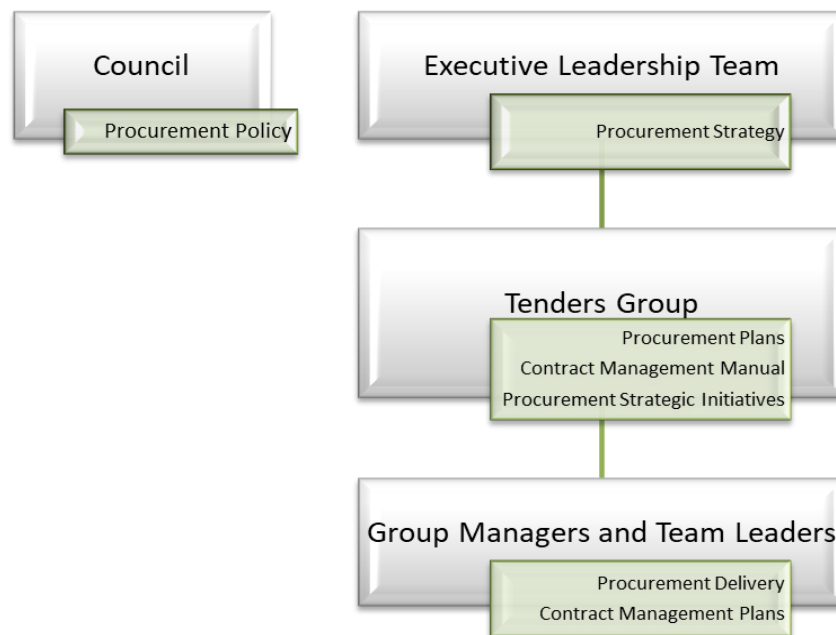 Council
Procurement Policy
Executive Leadership Team
Procurement Strategy
Tenders Group
Procurement Plans
Contract Management Manual
Procurement Strategic Initiatives
Group Managers and Team Leaders
Procurement Delivery
Contract Management Plans